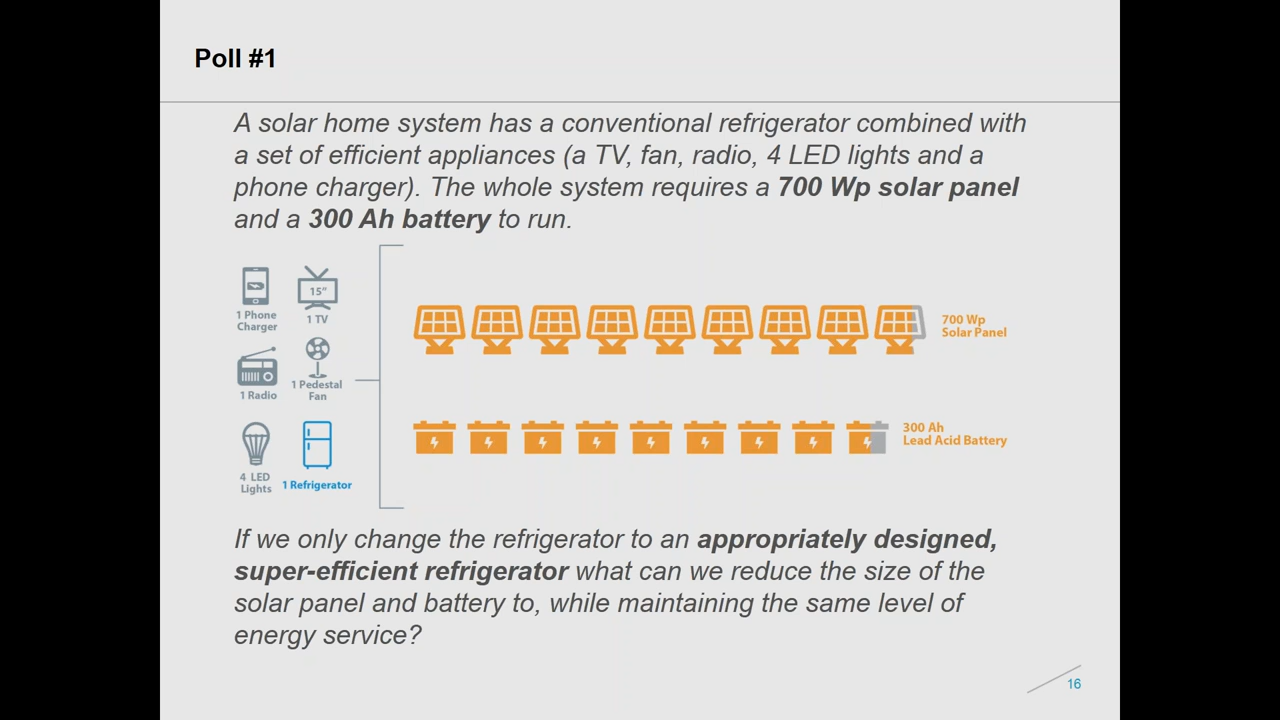 Poll #1
A solar home system has a conventional refrigerator combined with
a set of efficient appliances (a TV, fan, radio, 4 LED lights and a
phone charger). The whole system requires a 700 Wp solar panel
and a 300 Ah battery to run.
1 Phone
Charger
15”
1 TV
1 Radio
1 Pedestal
Fan
4 LED
Lights
1 Refrigerator
700 Wp
Solar Panel
300 Ah
Lead Acid Battery
If we only change the refrigerator to an appropriately designed,
super-efficient refrigerator what can we reduce the size of the
solar panel and battery to, while maintaining the same level of
energy service?
16